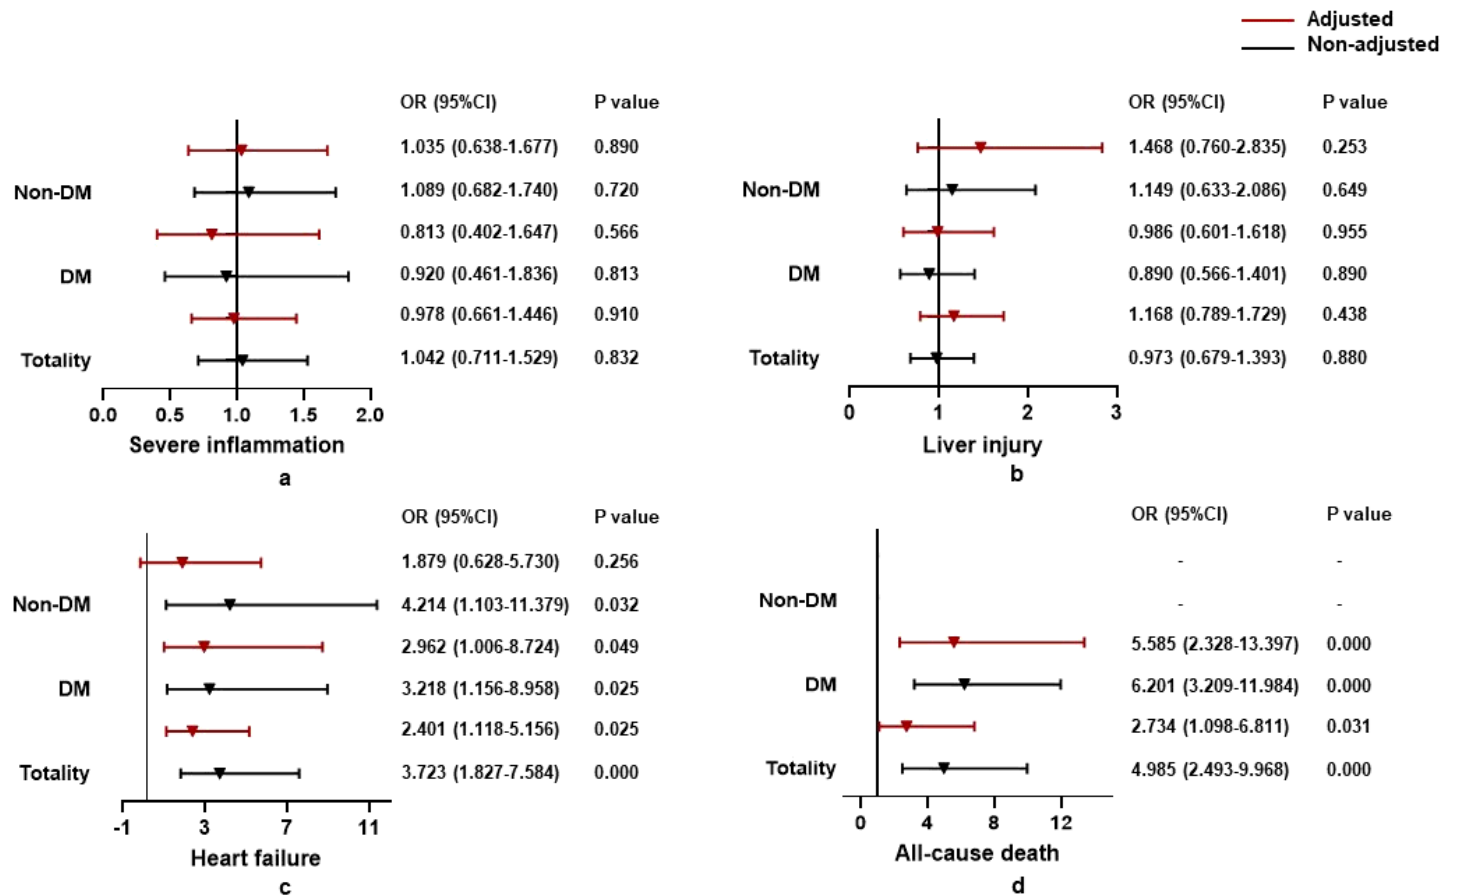 Adjusted
Non-adjusted
OR (95%CI) P value
1.035 (0.638-1.677) 0.890
Non-DM 1.089 (0.682-1.740) 0.720
0.813 (0.402-1.647) 0.566
DM 0.920 (0.461-1.836) 0.813
0.978 (0.661-1.446) 0.910
Totality 1.042 (0.711-1.529) 0.832
0.0 0.5 1.0 1.5 2.0
Severe inflammation
a
OR (95%CI) P value
1.468 (0.760-2.835) 0.253
Non-DM 1.149 (0.633-2.086) 0.649
0.986 (0.601-1.618) 0.955
DM 0.890 (0.566-1.401) 0.890
1.168 (0.789-1.729) 0.438
Totality 0.973 (0.679-1.393) 0.880
0 1 2 3
Liver injury
b
OR (95%CI) P value
1.879 (0.628-5.730) 0.256
Non-DM 4.214 (1.103-11.379) 0.032
2.962 (1.006-8.724) 0.049
DM 3.218 (1.156-8.958) 0.025
2.401 (1.118-5.156) 0.025
Totality 3.723 (1.827-7.584) 0.000
-1 3 7 11
Heart failure
c
OR (95%CI) P value
- -
Non-DM - -
5.585 (2.328-13.397) 0.000
DM 6.201 (3.209-11.984) 0.000
2.734 (1.098-6.811) 0.031
Totality 4.985 (2.493-9.968) 0.000
0 4 8 12
All-cause death
d